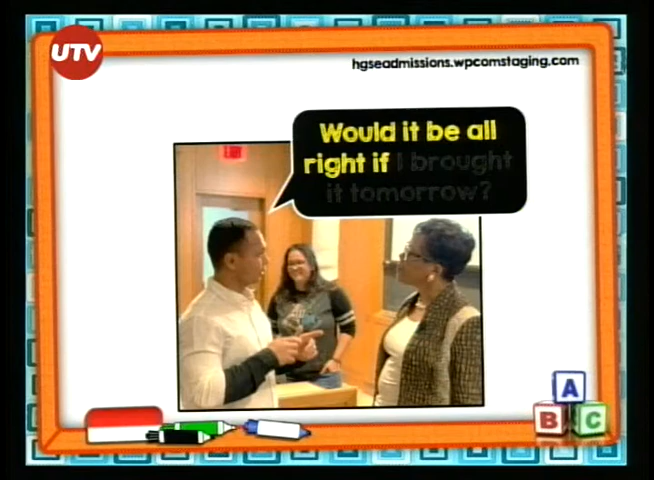 UTV
hgseadmissions.wpcomstaging.com
Would it be all
right if I brought
it tomorrow?
A
B C